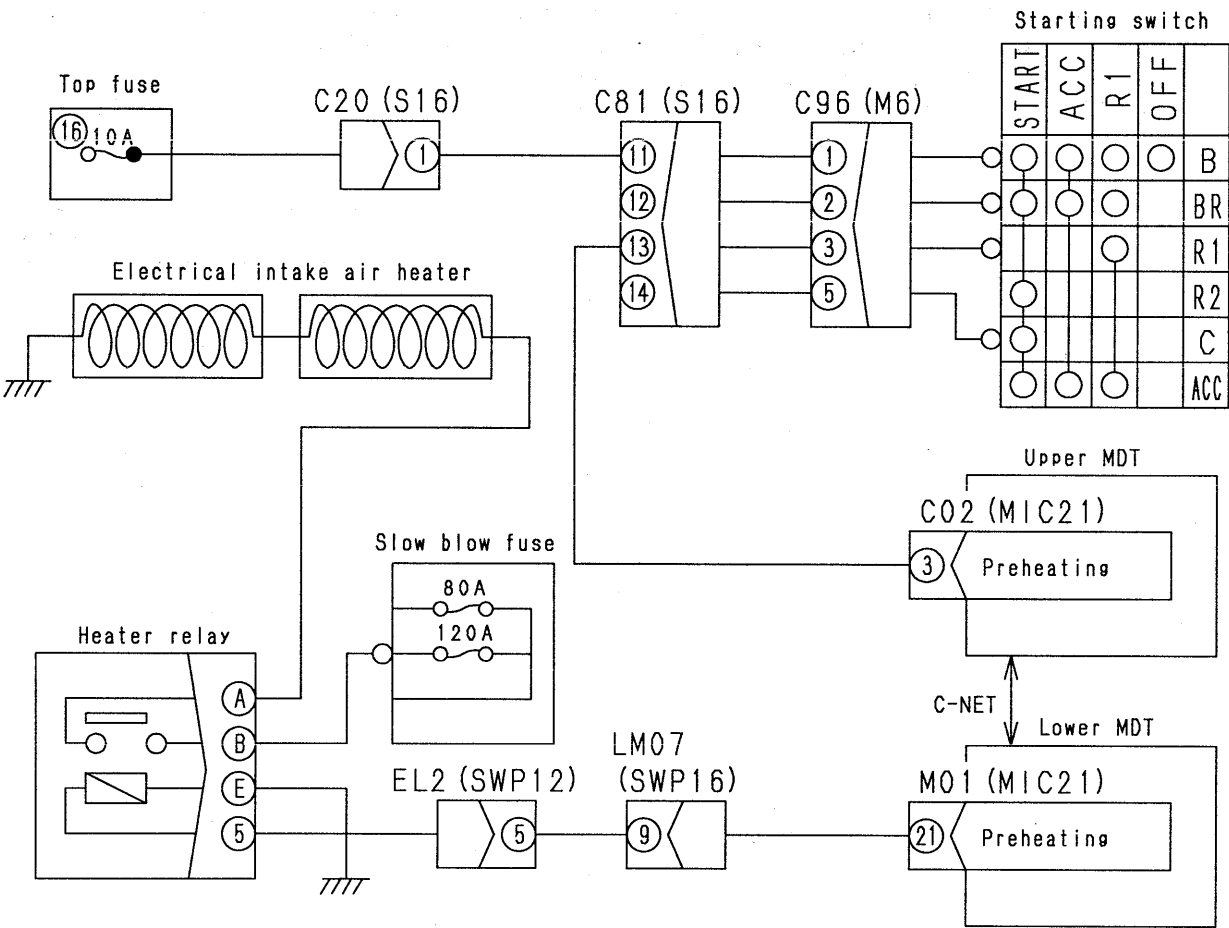 Starting switch
START
ACC
R1
OFF
B
BR
R1
R2
C
ACC
Top fuse
16
10A
C20 (S16)
1
C81 (S16)
11
12
13
14
C96 (M6)
1
2
3
5
Electrical intake air heater
Upper MDT
C02 (MIC21)
3
Preheating
Slow blow fuse
80A
120A
Heater relay
A
B
E
5
C-NET
Lower MDT
EL2 (SWP12)
5
LM07
(SWP16)
9
M01 (MIC21)
21
Preheating